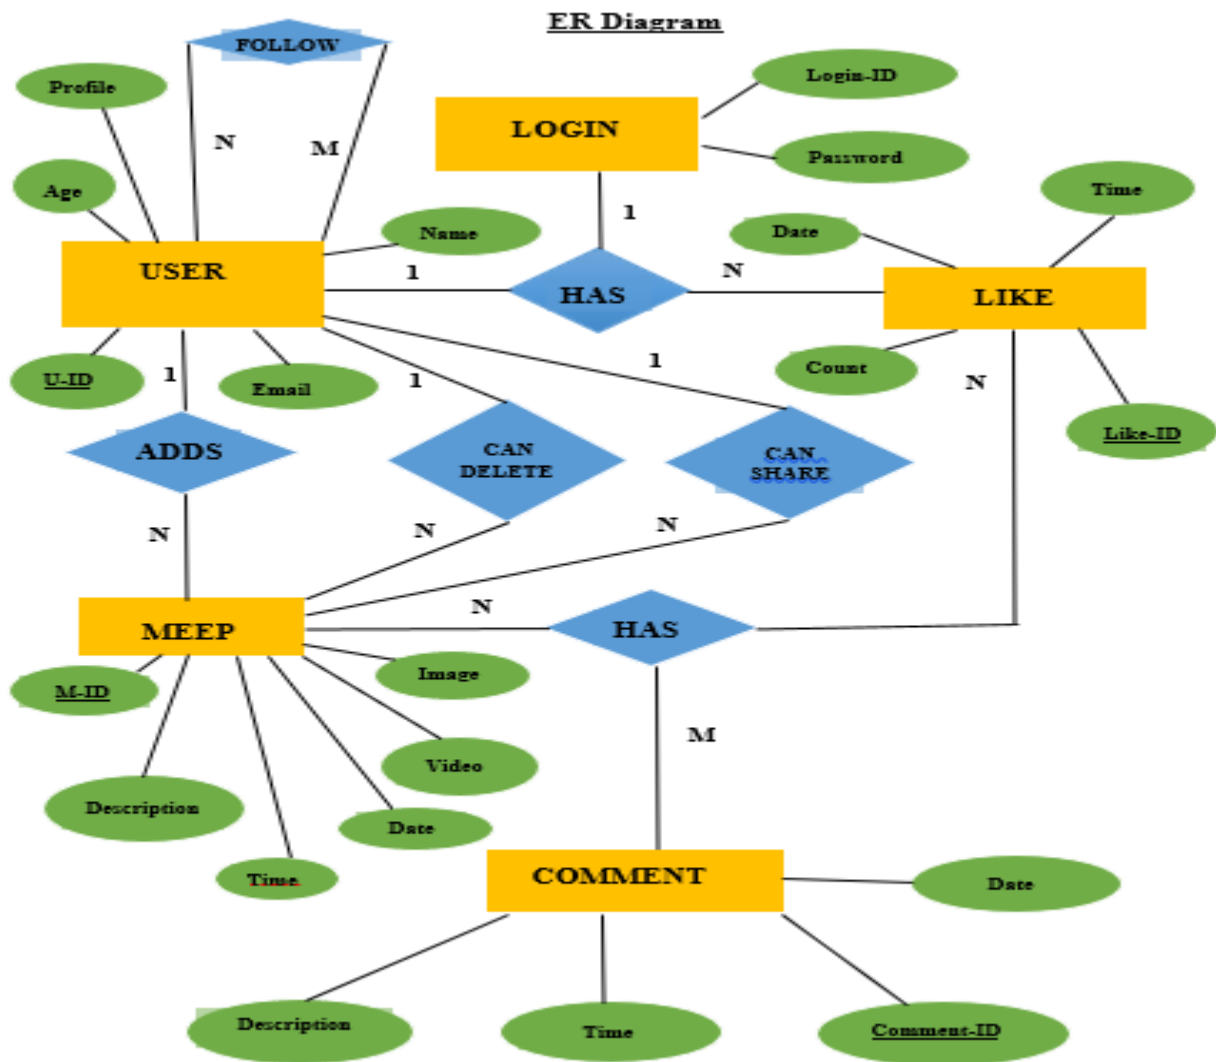 ER Diagram
FOLLOW
Login-ID
Profile
LOGIN
N
M
Password
Age
Time
1
Name
Date
USER
1
HAS
N
LIKE
U-ID
1
Email
1
1
Count
N
Like-ID
ADDS
CAN
DELETE
CAN
SHARE
N
N
N
MEEP
N
HAS
M-ID
Image
M
Video
Description
Date
Time
COMMENT
Date
Description
Time
Comment-ID